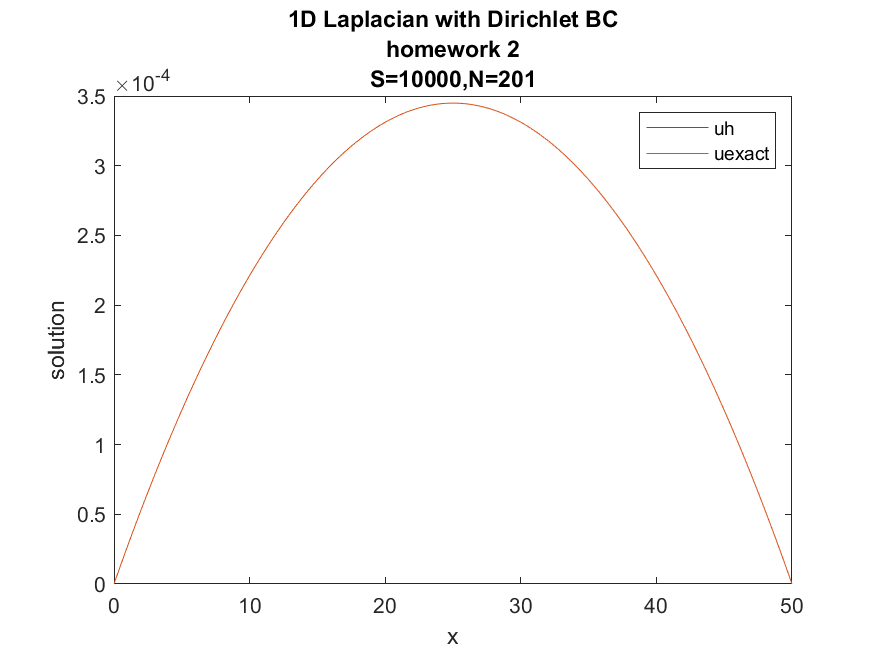 1D Laplacian with Dirichlet BC
homework 2
S=10000,N=201
×10-4
3.5
3
2.5
2
1.5
1
0.5
0
solution
uh
uexact
0 10 20 30 40 50
x